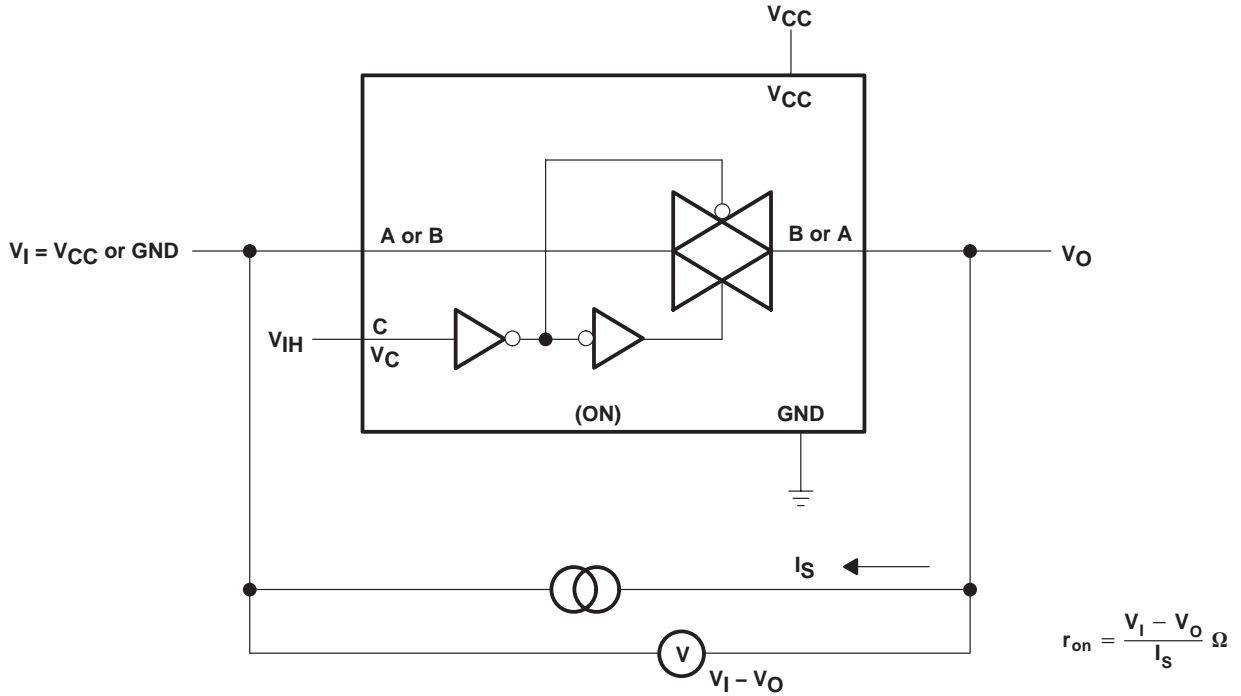 VCC
VCC
VI = VCC or GND
A or B
B or A
VO
VIH
C
VC
(ON)
GND
IS
V
VI – VO
ron = VI – VO / IS Ω